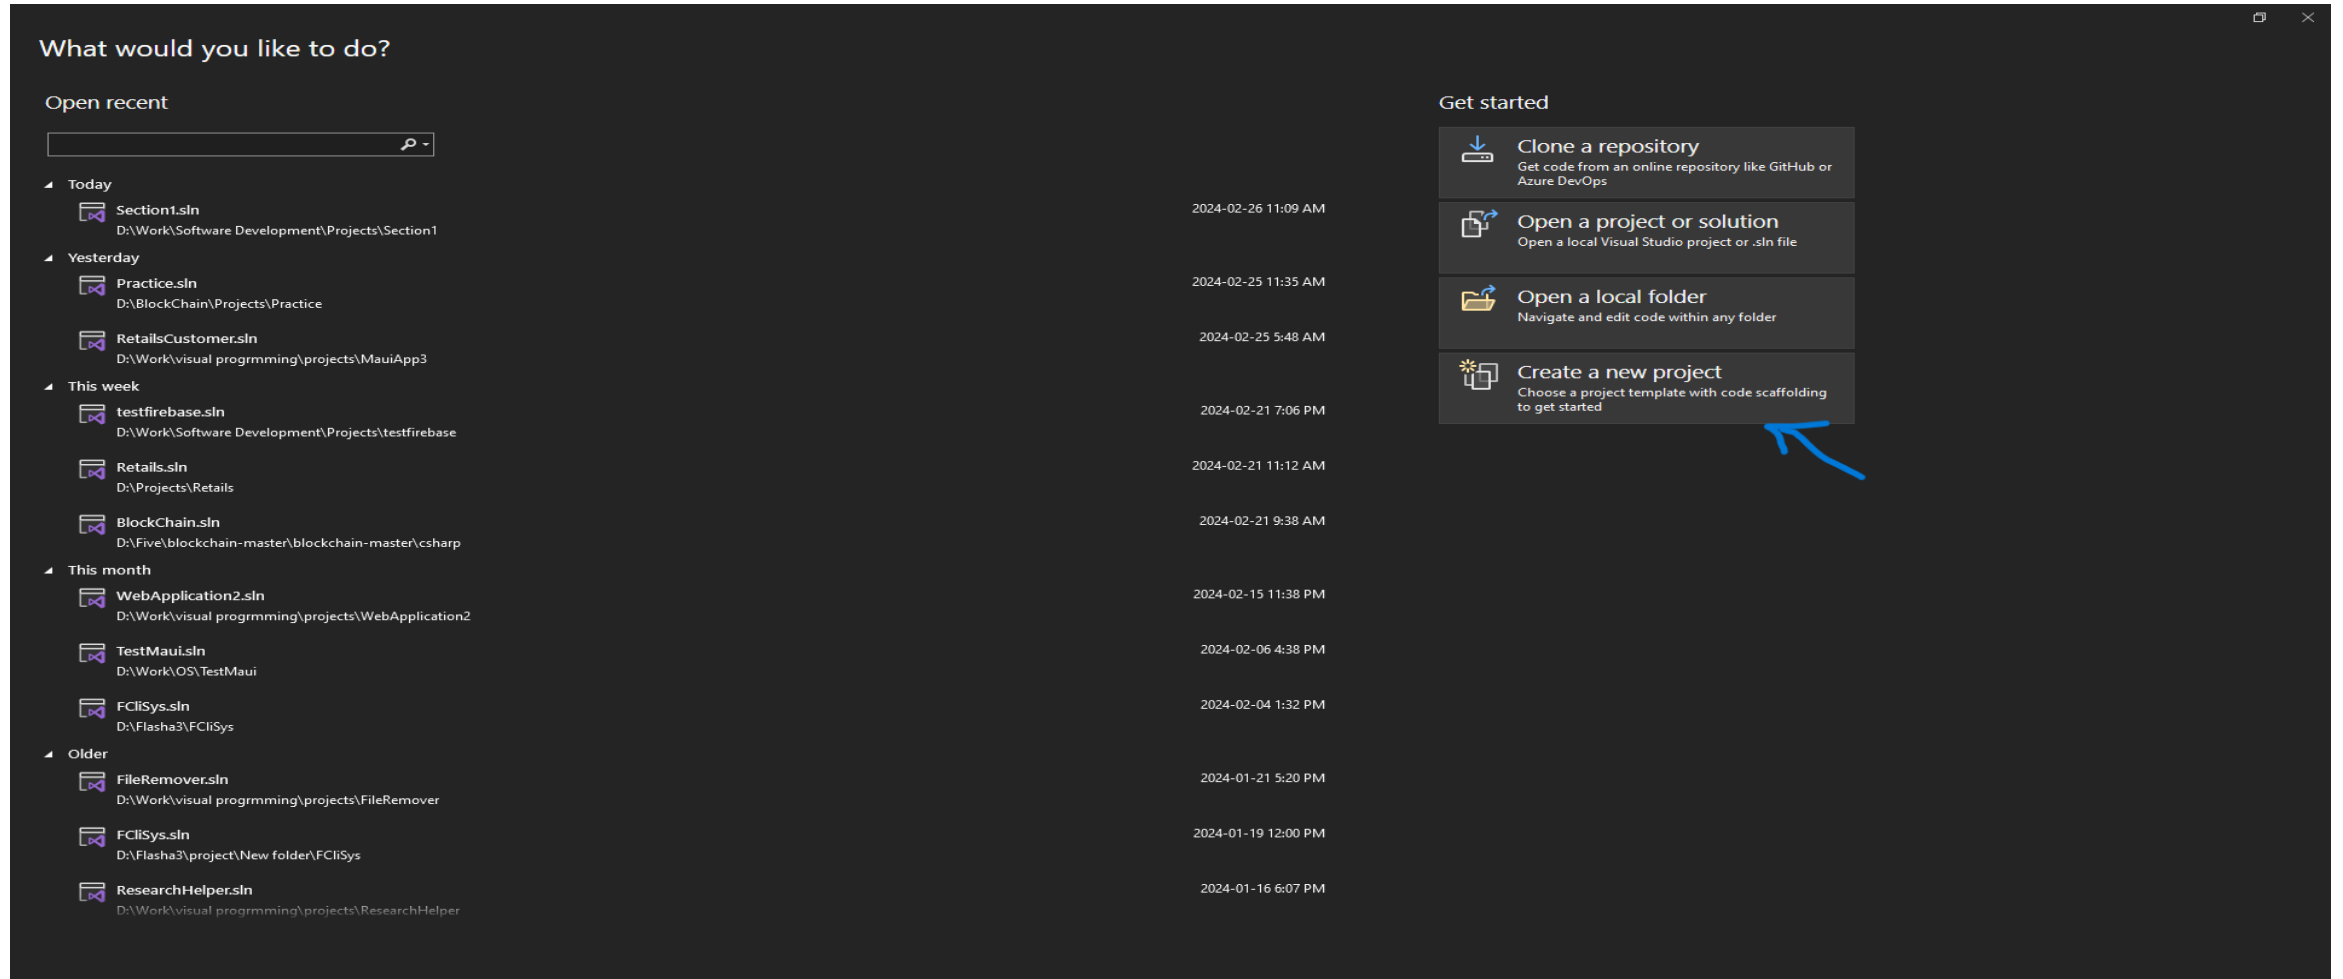 What would you like to do?
Open recent
Today
Section1.sln
2024-02-26 11:09 AM
D:\Work\Software Development\Projects\Section1
Yesterday
Practice.sln
2024-02-25 11:35 AM
D:\BlockChain\Projects\Practice
RetailsCustomer.sln
2024-02-25 5:48 AM
D:\Work\visual progrmming\projects\MauiApp3
This week
testfirebase.sln
2024-02-21 7:06 PM
D:\Work\Software Development\Projects\testfirebase
Retails.sln
2024-02-21 11:12 AM
D:\Projects\Retails
BlockChain.sln
2024-02-21 9:38 AM
D:\Five\blockchain-master\blockchain-master\csharp
This month
WebApplication2.sln
2024-02-15 11:38 PM
D:\Work\visual progrmming\projects\WebApplication2
TestMaui.sln
2024-02-06 4:38 PM
D:\Work\OS\TestMaui
FCliSys.sln
2024-02-04 1:32 PM
D:\Flasha3\FCliSys
Older
FileRemover.sln
2024-01-21 5:20 PM
D:\Work\visual progrmming\projects\FileRemover
FCliSys.sln
2024-01-19 12:00 PM
D:\Flasha3\project\New folder\FCliSys
ResearchHelper.sln
2024-01-16 6:07 PM
D:\Work\visual progrmming\projects\ResearchHelper
Get started
Clone a repository
Get code from an online repository like GitHub or
Azure DevOps
Open a project or solution
Open a local Visual Studio project or .sln file
Open a local folder
Navigate and edit code within any folder
Create a new project
Choose a project template with code scaffolding
to get started